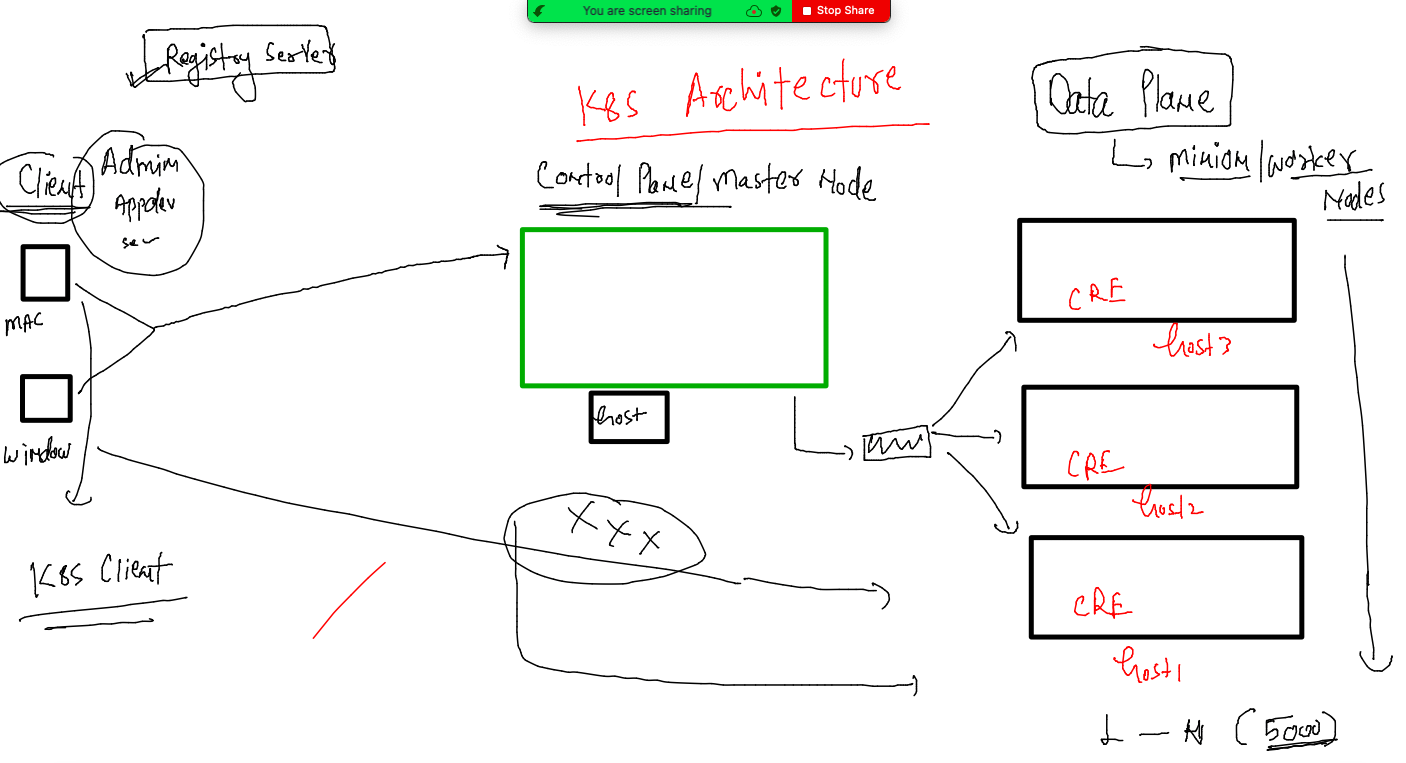 You are screen sharing
Stop Share
Registry Server
K8S Architecture
Data Plane
minion/worker
Nodes
Client
Admin
Appdev
Control Plane/Master Node
MAC
Window
K8S Client
host
XXX
CRE
host3
CRE
host2
CRE
host1
1 — N (5000)